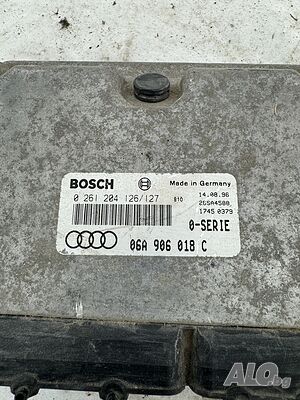 BOSCH
Made in Germany
0 261 204 126/127
810
14.08.96
26SA4588
1745 0379
0-SERIE
06A 906 018 C
ALO.bg